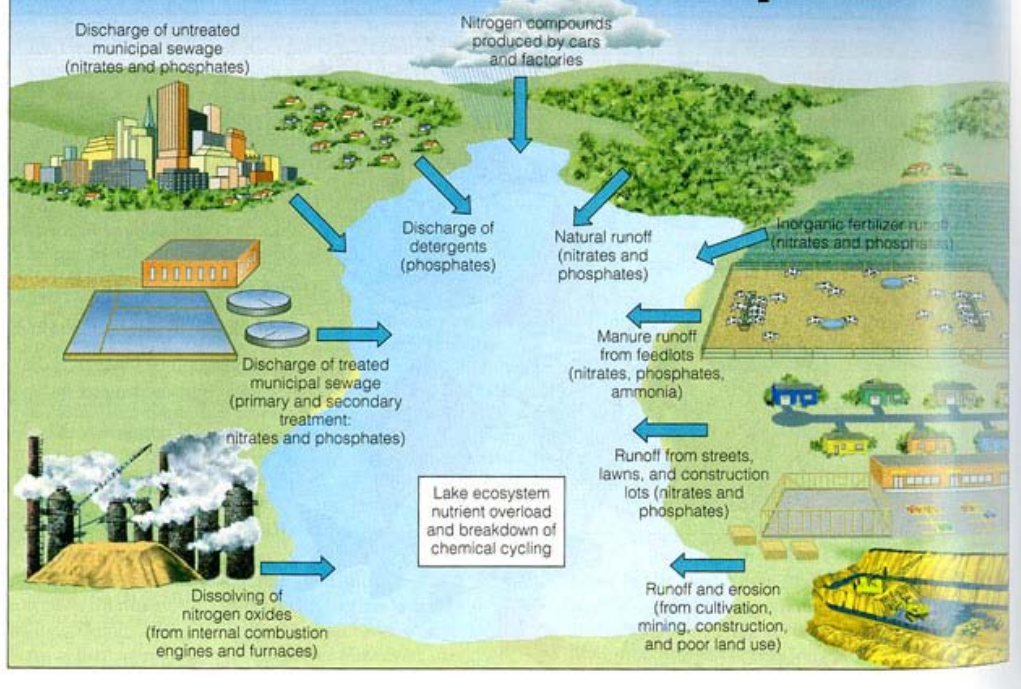 Discharge of untreated
municipal sewage
(nitrates and phosphates)
Nitrogen compounds
produced by cars
and factories
Discharge of
detergents
(phosphates)
Natural runoff
(nitrates and
phosphates)
Inorganic fertilizer runoff
(nitrates and phosphates)
Discharge of treated
municipal sewage
(primary and secondary
treatment:
nitrates and phosphates)
Manure runoff
from feedlots
(nitrates, phosphates,
ammonia)
Runoff from streets,
lawns, and construction
lots (nitrates and
phosphates)
Lake ecosystem
nutrient overload
and breakdown of
chemical cycling
Dissolving of
nitrogen oxides
(from internal combustion
engines and furnaces)
Runoff and erosion
(from cultivation,
mining, construction,
and poor land use)